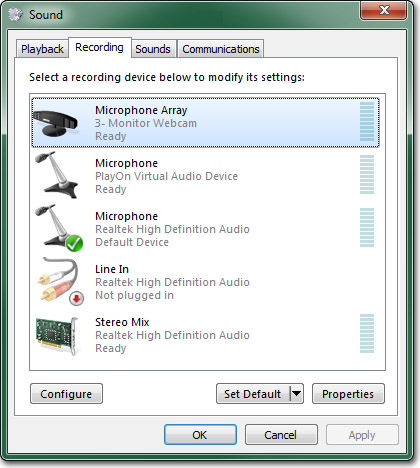 Sound
Playback Recording Sounds Communications
Select a recording device below to modify its settings:
Microphone Array
3- Monitor Webcam
Ready
Microphone
PlayOn Virtual Audio Device
Ready
Microphone
Realtek High Definition Audio
Default Device
Line In
Realtek High Definition Audio
Not plugged in
Stereo Mix
Realtek High Definition Audio
Ready
Configure Set Default Properties
OK Cancel Apply